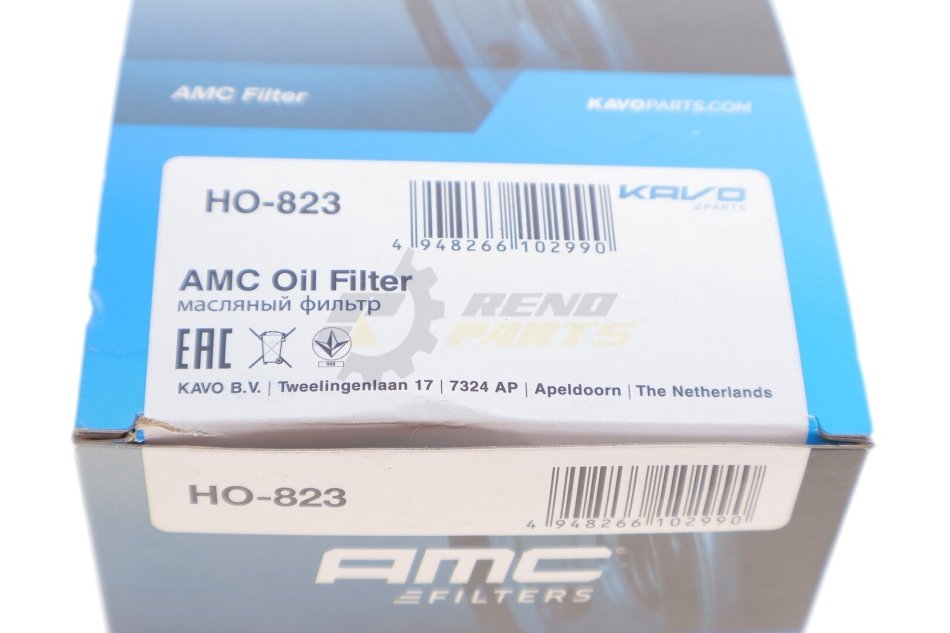 AMC Filter
KAVOPARTS.COM
HO-823
KAVO
PARTS
4 948266 102990
AMC Oil Filter
масляный фильтр
RENO
PARTS
EAC
089
KAVO B.V. | Tweelingenlaan 17 | 7324 AP | Apeldoorn | The Netherlands
HO-823
4 948266 102990
AMC®
FILTERS